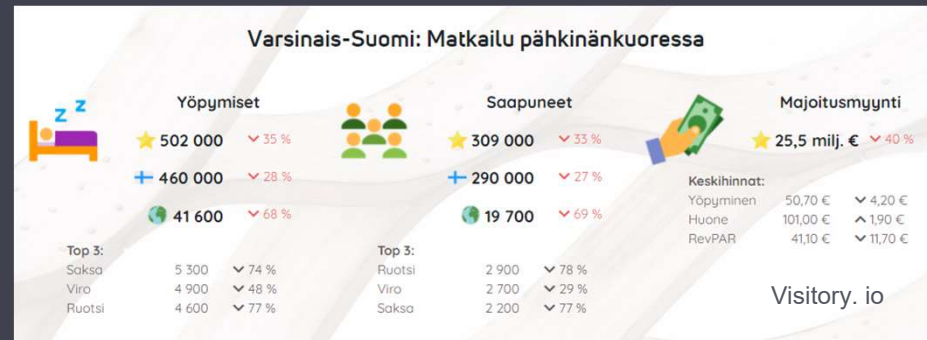 Varsinais-Suomi: Matkailu pähkinänkuoressa
z z
Yöpymiset
502 000 35 %
460 000 28 %
41 600 68 %
Top 3:
Saksa 5 300 74 %
Viro 4 900 48 %
Ruotsi 4 600 77 %
Saapuneet
309 000 33 %
290 000 27 %
19 700 69 %
Top 3:
Ruotsi 2 900 78 %
Viro 2 700 29 %
Saksa 2 200 77 %
Majoitusmyynti
25,5 milj. € 40 %
Keskihinnat:
Yöpyminen 50,70 € 4,20 €
Huone 101,00 € 1,90 €
RevPAR 41,10 € 11,70 €
Visitory. io